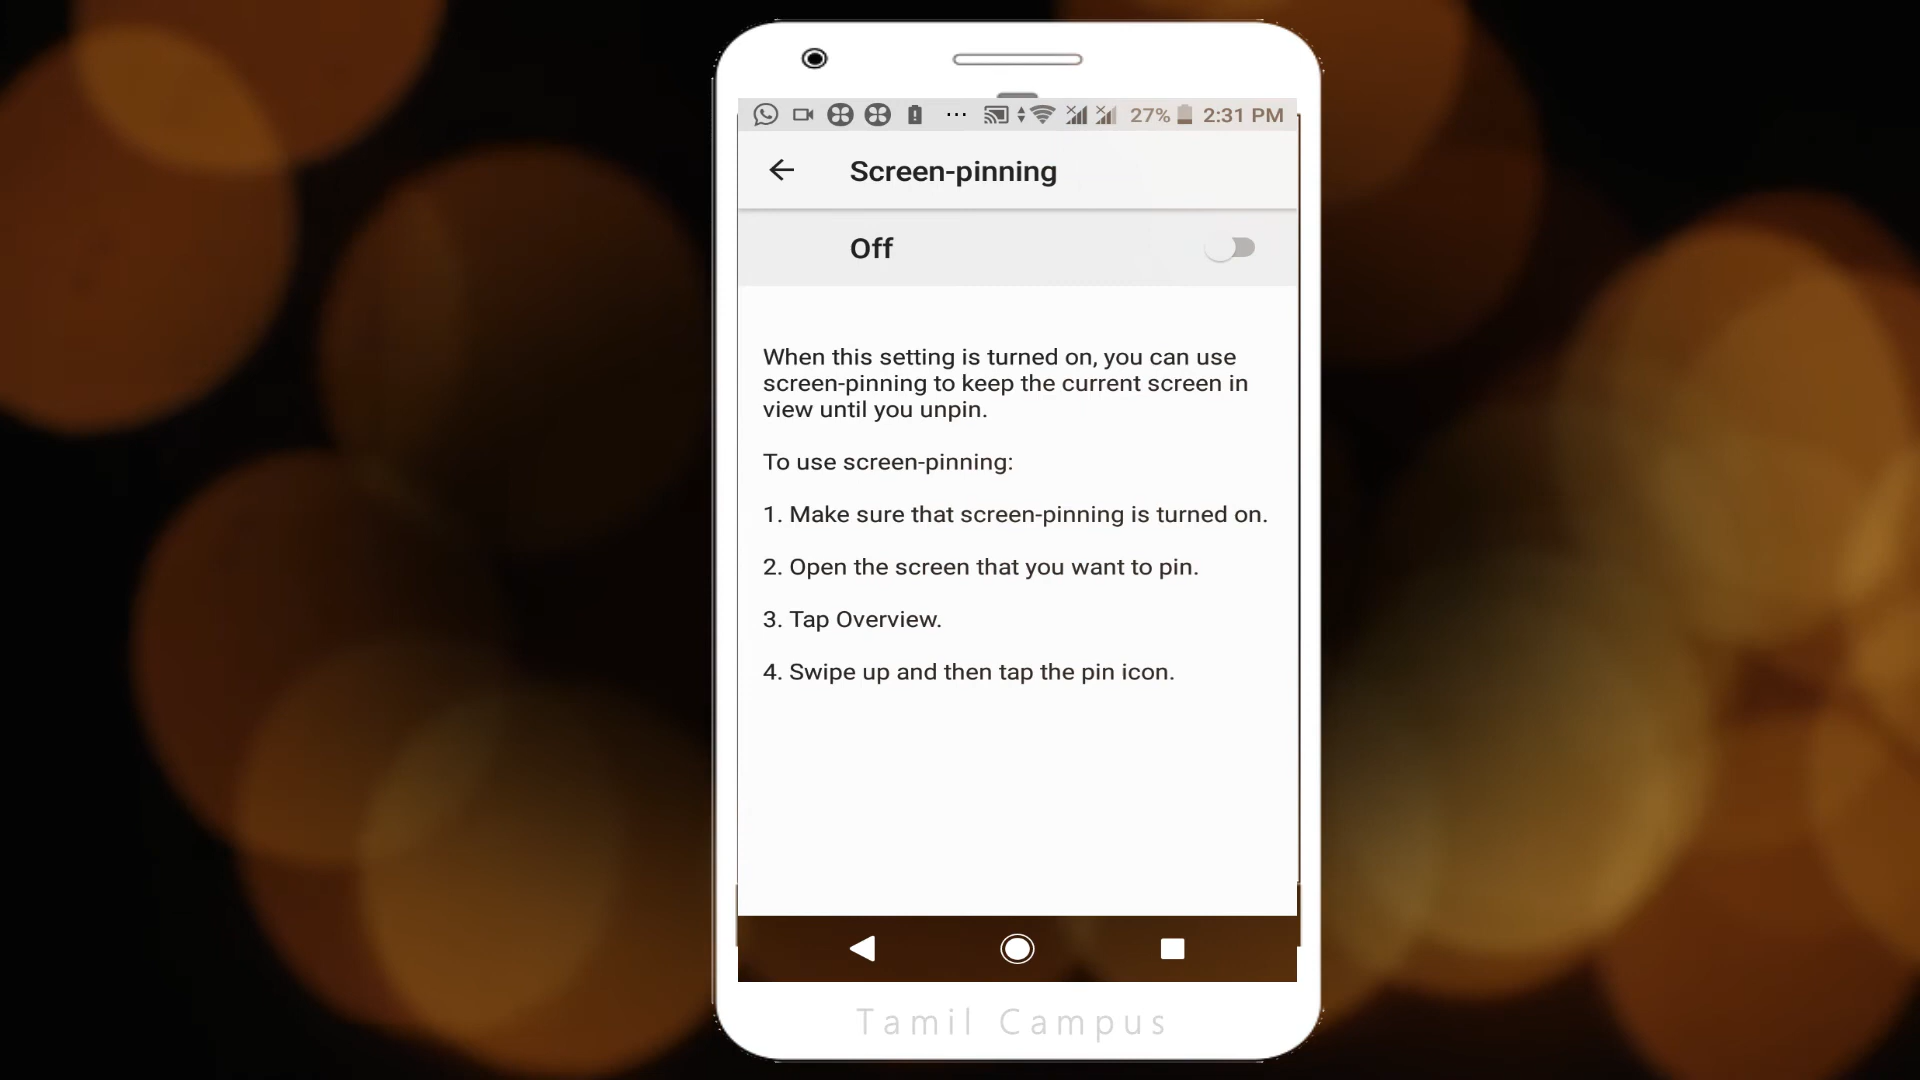 27% 2:31 PM
Screen-pinning
Off
When this setting is turned on, you can use
screen-pinning to keep the current screen in
view until you unpin.
To use screen-pinning:
1. Make sure that screen-pinning is turned on.
2. Open the screen that you want to pin.
3. Tap Overview.
4. Swipe up and then tap the pin icon.
Tamil Campus